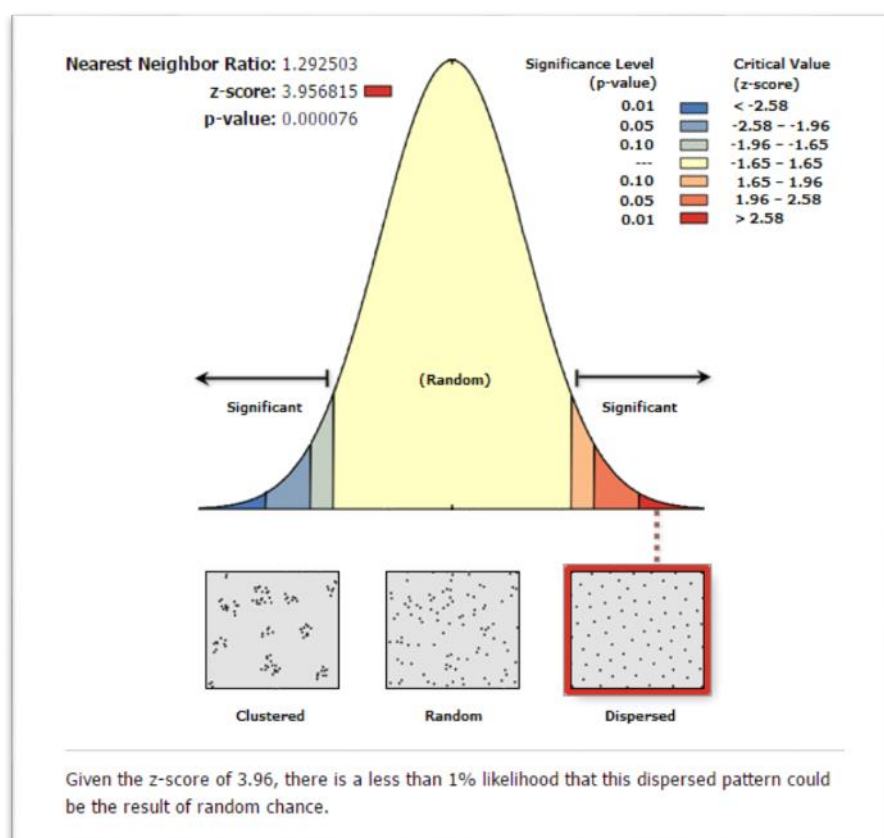 Nearest Neighbor Ratio: 1.292503
z-score: 3.956815
p-value: 0.000076
Significance Level Critical Value
(p-value) (z-score)
0.01 < -2.58
0.05 -2.58 – -1.96
0.10 -1.96 – -1.65
--- -1.65 – 1.65
0.10 1.65 – 1.96
0.05 1.96 – 2.58
0.01 > 2.58
(Random)
Significant Significant
Clustered Random Dispersed
Given the z-score of 3.96, there is a less than 1% likelihood that this dispersed pattern could
be the result of random chance.